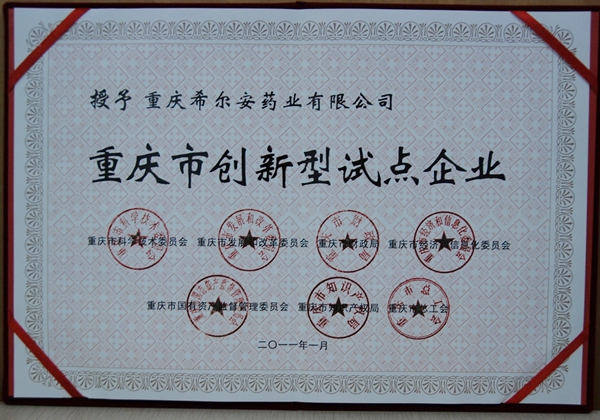 授予 重庆希尔安药业有限公司
重庆市创新型试点企业
重庆市科学技术委员会 重庆市发展和改革委员会 重庆市财政局 重庆市经济和信息化委员会
重庆市国有资产监督管理委员会 重庆市知识产权局 重庆市总工会
二〇一一年一月